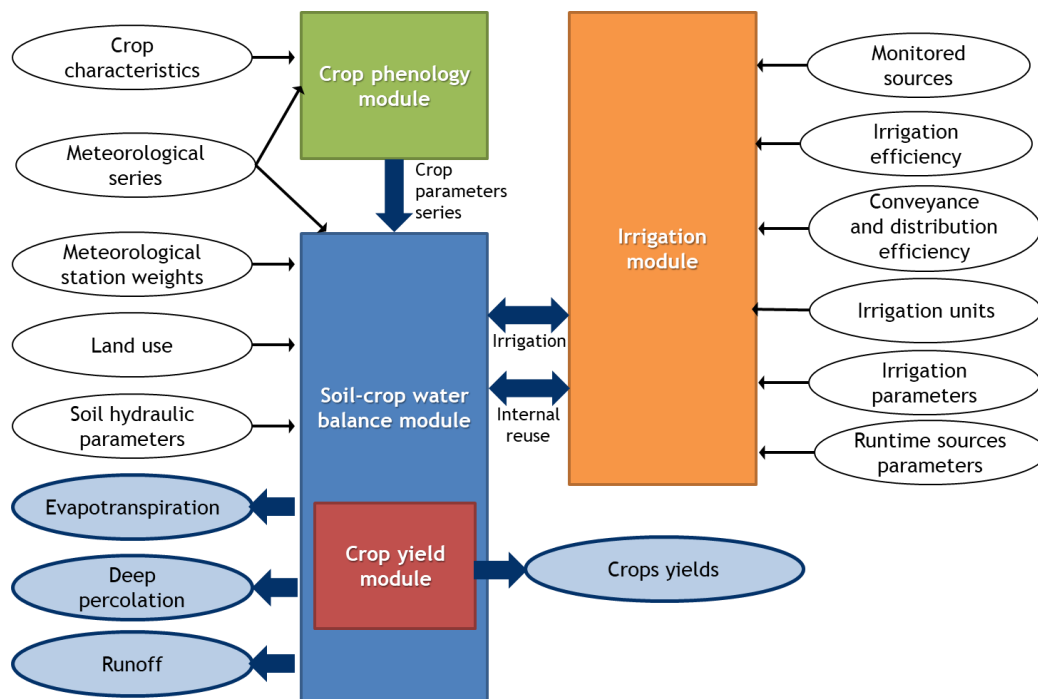 Crop
characteristics
Meteorological
series
Meteorological
station weights
Land use
Soil hydraulic
parameters
Evapotranspiration
Deep
percolation
Runoff
Crop phenology
module
Crop
parameters
series
Soil-crop water
balance module
Crop yield
module
Irrigation
Internal
reuse
Crops yields
Irrigation
module
Monitored
sources
Irrigation
efficiency
Conveyance
and distribution
efficiency
Irrigation units
Irrigation
parameters
Runtime sources
parameters